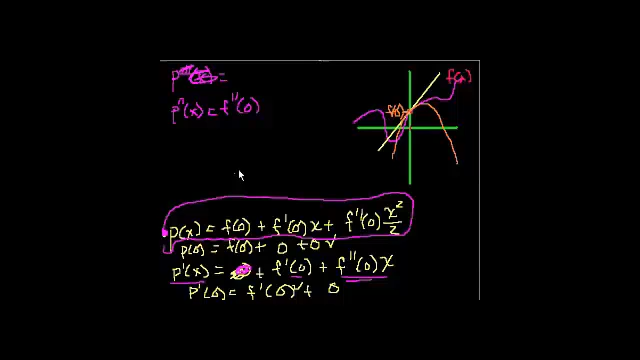 p''(x) =
p''(x) = f''(0)
f(x)
f(0)
p(x) = f(0) + f'(0)x + f''(0) x²/2
p(0) = f(0) + 0 + 0 ✓
p'(x) = + f'(0) + f''(0)x
p'(0) = f'(0) + 0